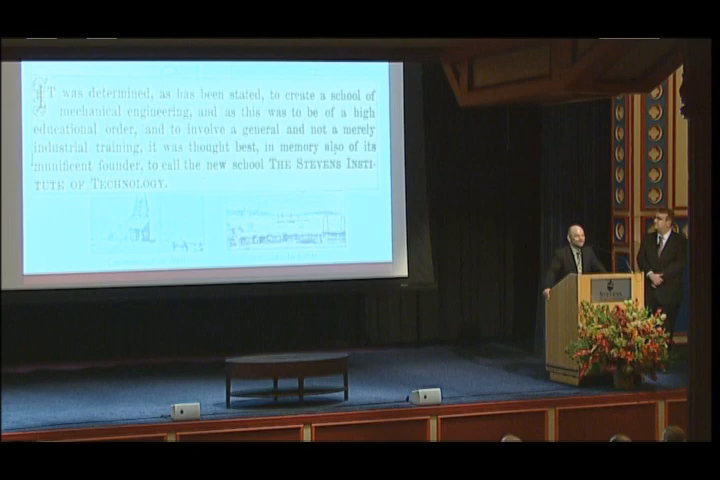 IT was determined, as has been stated, to create a school of
mechanical engineering, and as this was to be of a high
educational order, and to involve a general and not a merely
industrial training, it was thought best, in memory also of its
munificent founder, to call the new school THE STEVENS INSTI-
TUTE OF TECHNOLOGY.
STEVENS